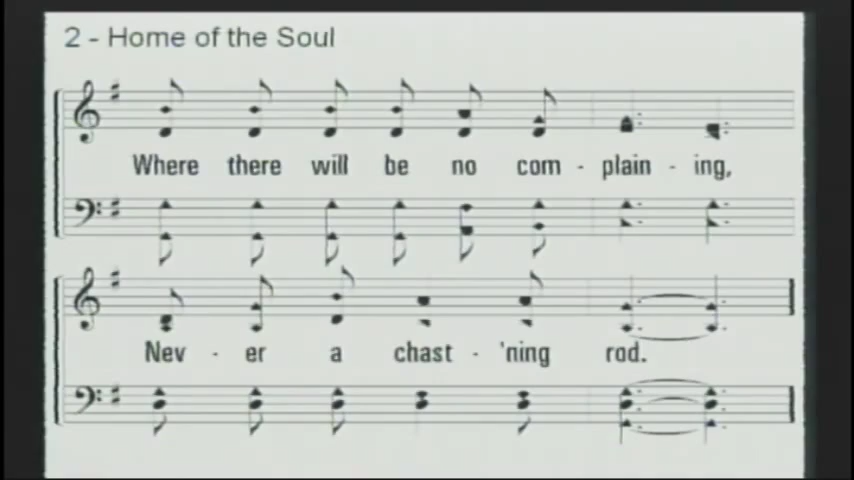 2 - Home of the Soul
Where there will be no com - plain - ing,
Nev - er a chast - 'ning rod.